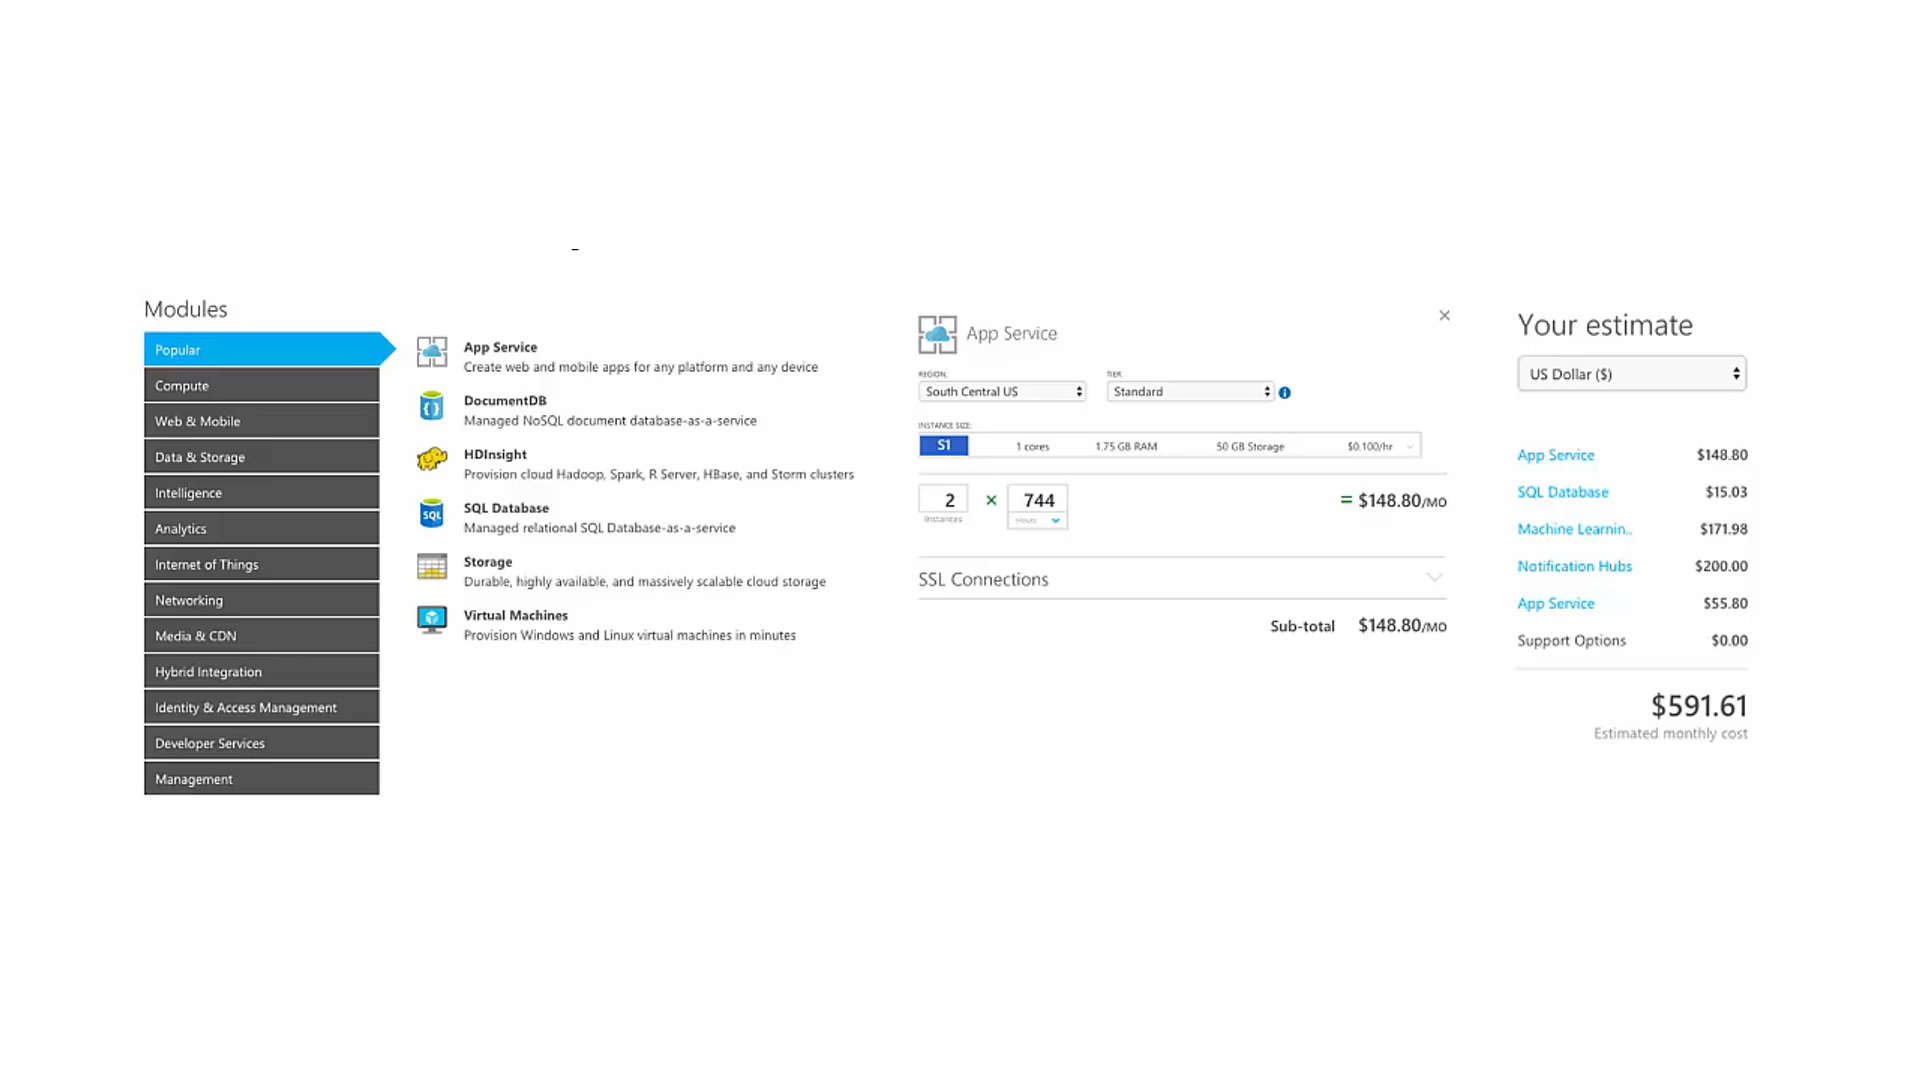 Modules
Popular
Compute
Web & Mobile
Data & Storage
Intelligence
Analytics
Internet of Things
Networking
Media & CDN
Hybrid Integration
Identity & Access Management
Developer Services
Management
App Service
Create web and mobile apps for any platform and any device
DocumentDB
Managed NoSQL document database-as-a-service
HDInsight
Provision cloud Hadoop, Spark, R Server, HBase, and Storm clusters
SQL
SQL Database
Managed relational SQL Database-as-a-service
Storage
Durable, highly available, and massively scalable cloud storage
Virtual Machines
Provision Windows and Linux virtual machines in minutes
App Service
REGION: TIER:
South Central US Standard
INSTANCE SIZE:
S1 1 cores 1.75 GB RAM 50 GB Storage $0.100/hr
2 × 744 = $148.80/MO
Instances Hours
SSL Connections
Sub-total $148.80/MO
Your estimate
US Dollar ($)
App Service $148.80
SQL Database $15.03
Machine Learnin.. $171.98
Notification Hubs $200.00
App Service $55.80
Support Options $0.00
$591.61
Estimated monthly cost